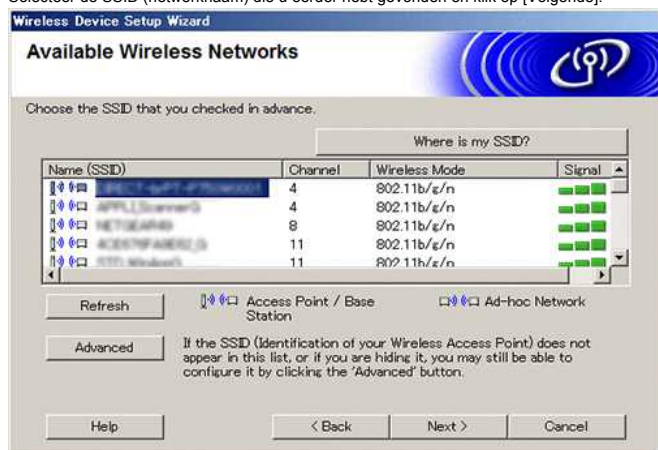 Selecteer de SSID (netwerknaam) die u eerder hebt gevonden en klik op [Volgende].
Wireless Device Setup Wizard
Available Wireless Networks
Choose the SSID that you checked in advance.
Where is my SSID?
Name (SSID) Channel Wireless Mode Signal
4 802.11b/g/n
4 802.11b/g/n
8 802.11b/g/n
11 802.11b/g/n
11 802.11b/g/n
Refresh
Access Point / Base
Station
Ad-hoc Network
Advanced
If the SSID (Identification of your Wireless Access Point) does not
appear in this list, or if you are hiding it, you may still be able to
configure it by clicking the 'Advanced' button.
Help < Back Next > Cancel